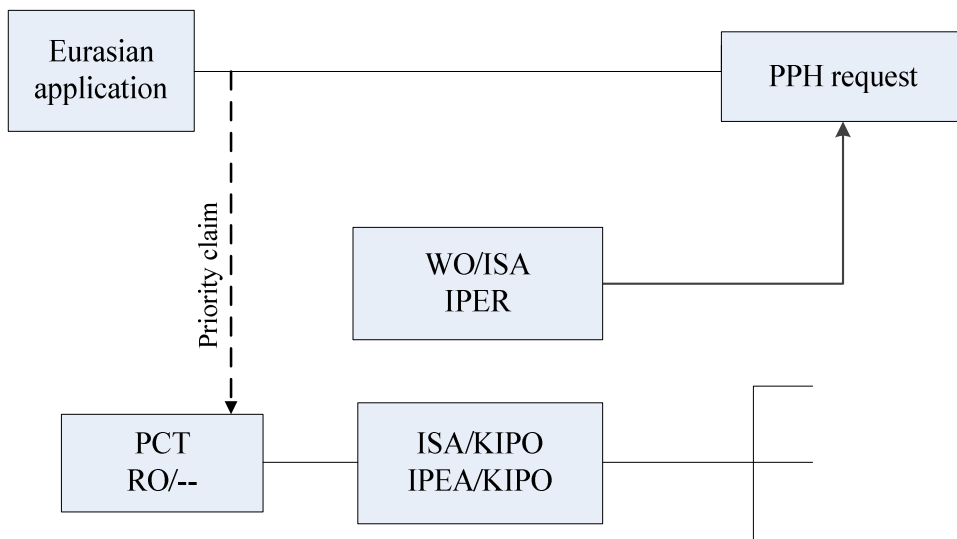 Eurasian
application
PPH request
Priority claim
WO/ISA
IPER
PCT
RO/--
ISA/KIPO
IPEA/KIPO